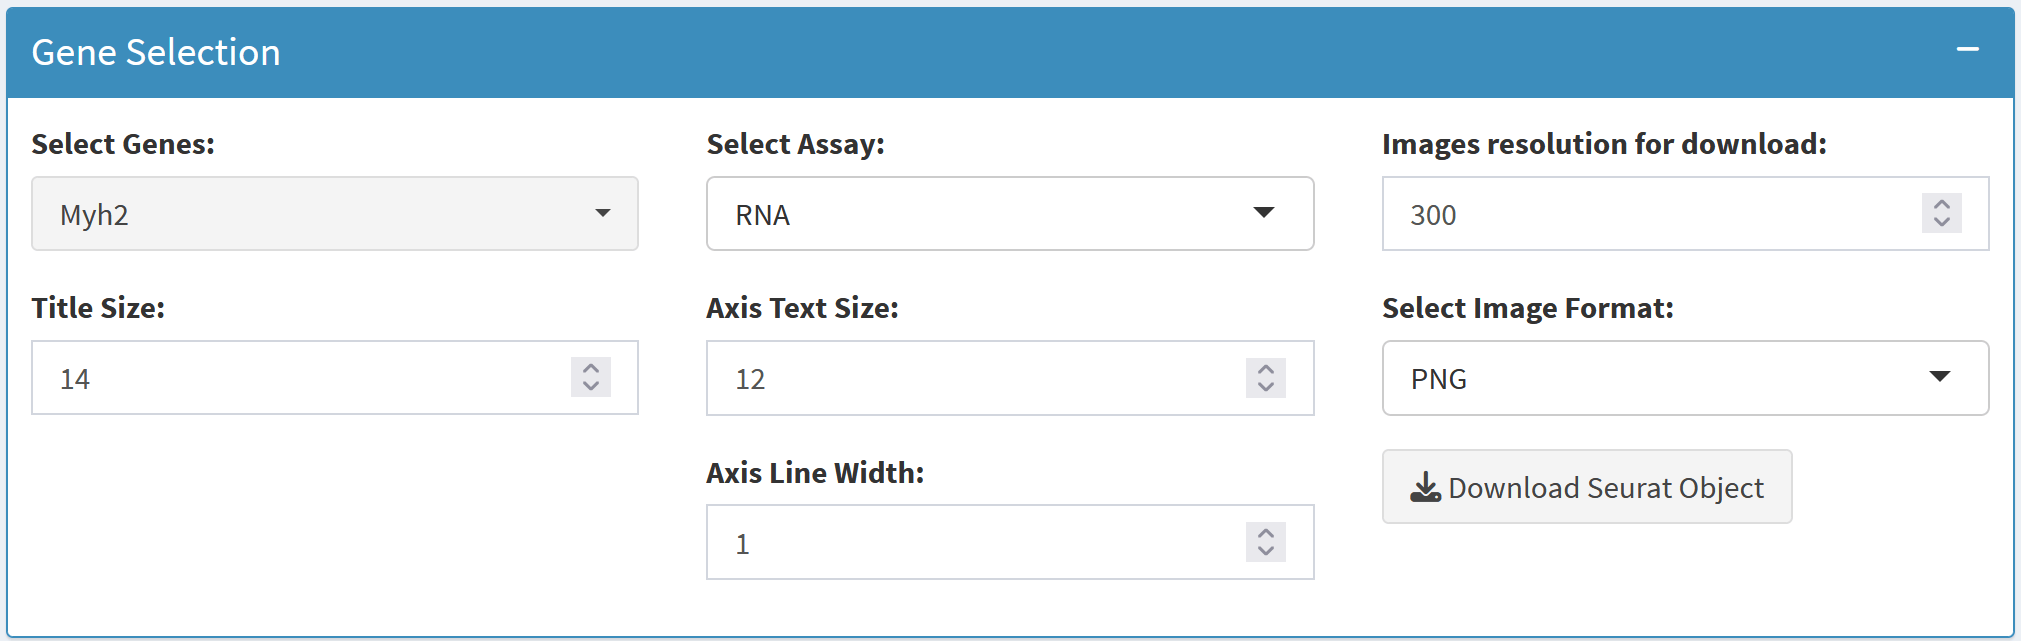 Gene Selection
Select Genes:
Myh2
Select Assay:
RNA
Images resolution for download:
300
Title Size:
14
Axis Text Size:
12
Select Image Format:
PNG
Axis Line Width:
1
Download Seurat Object